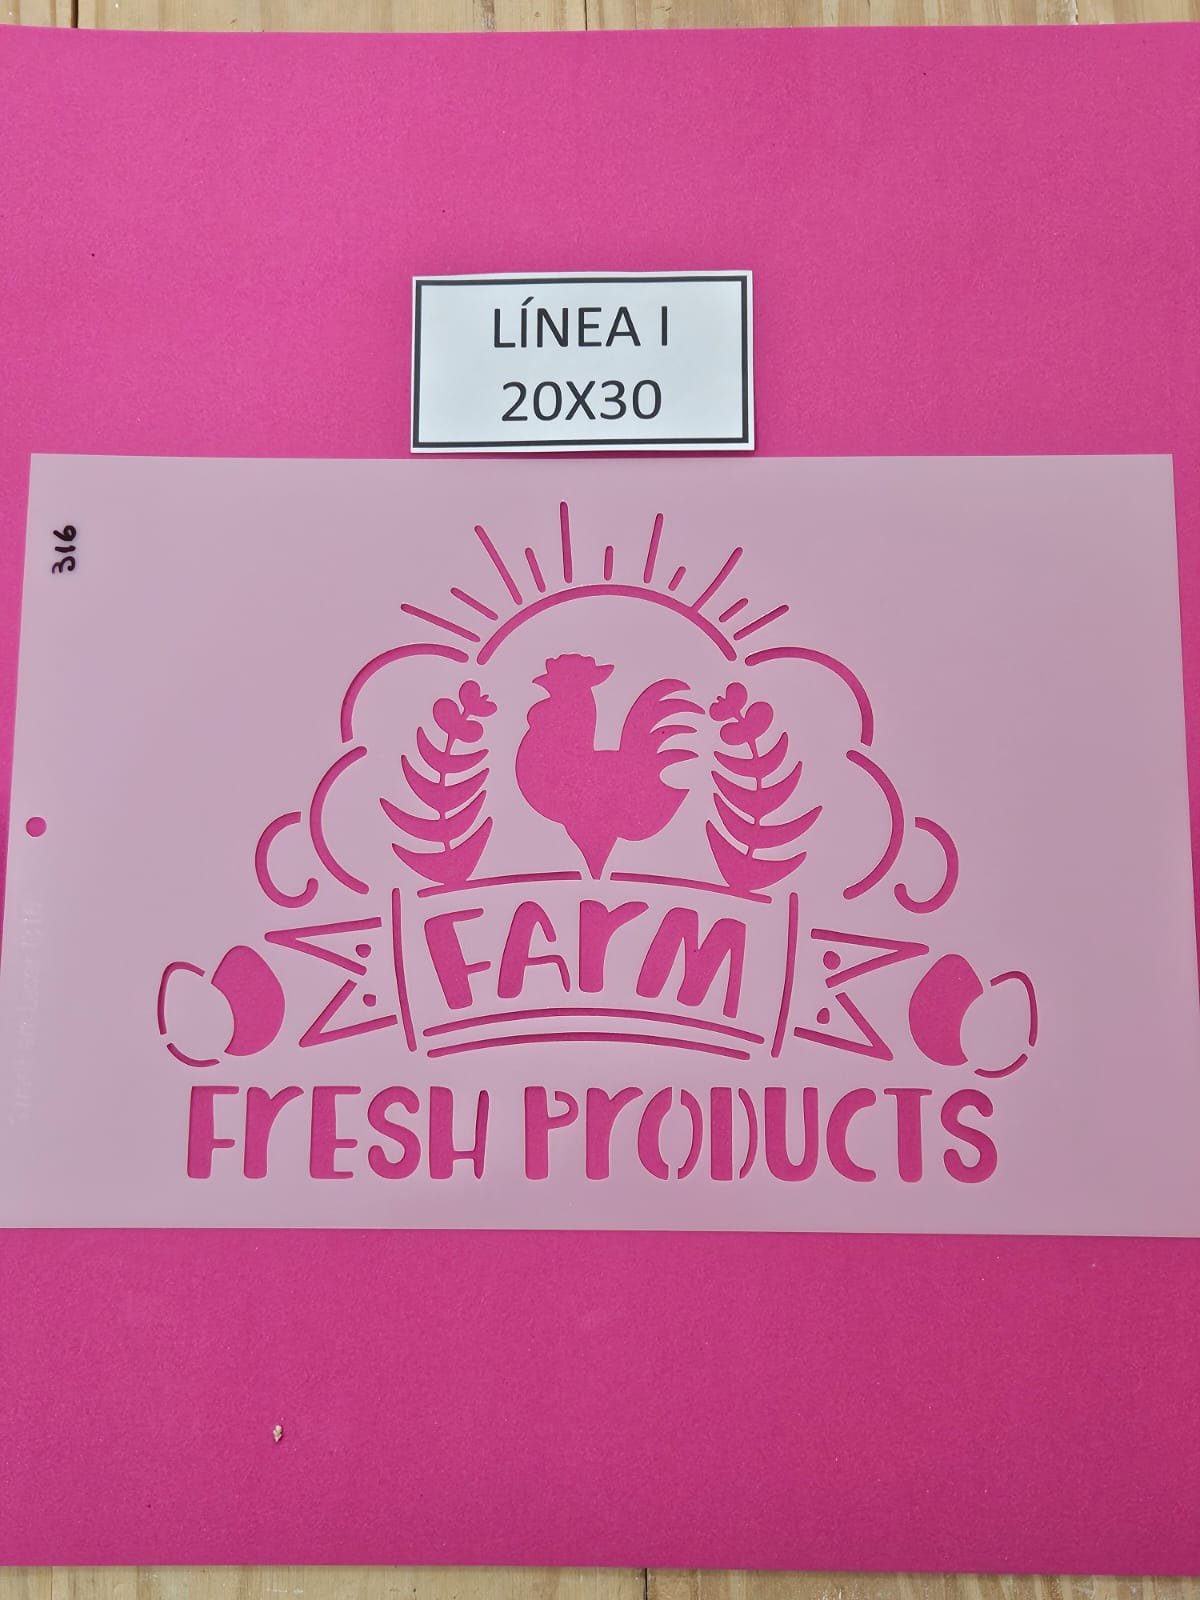 LÍNEA I
20X30
316
FARM
FRESH PRODUCTS